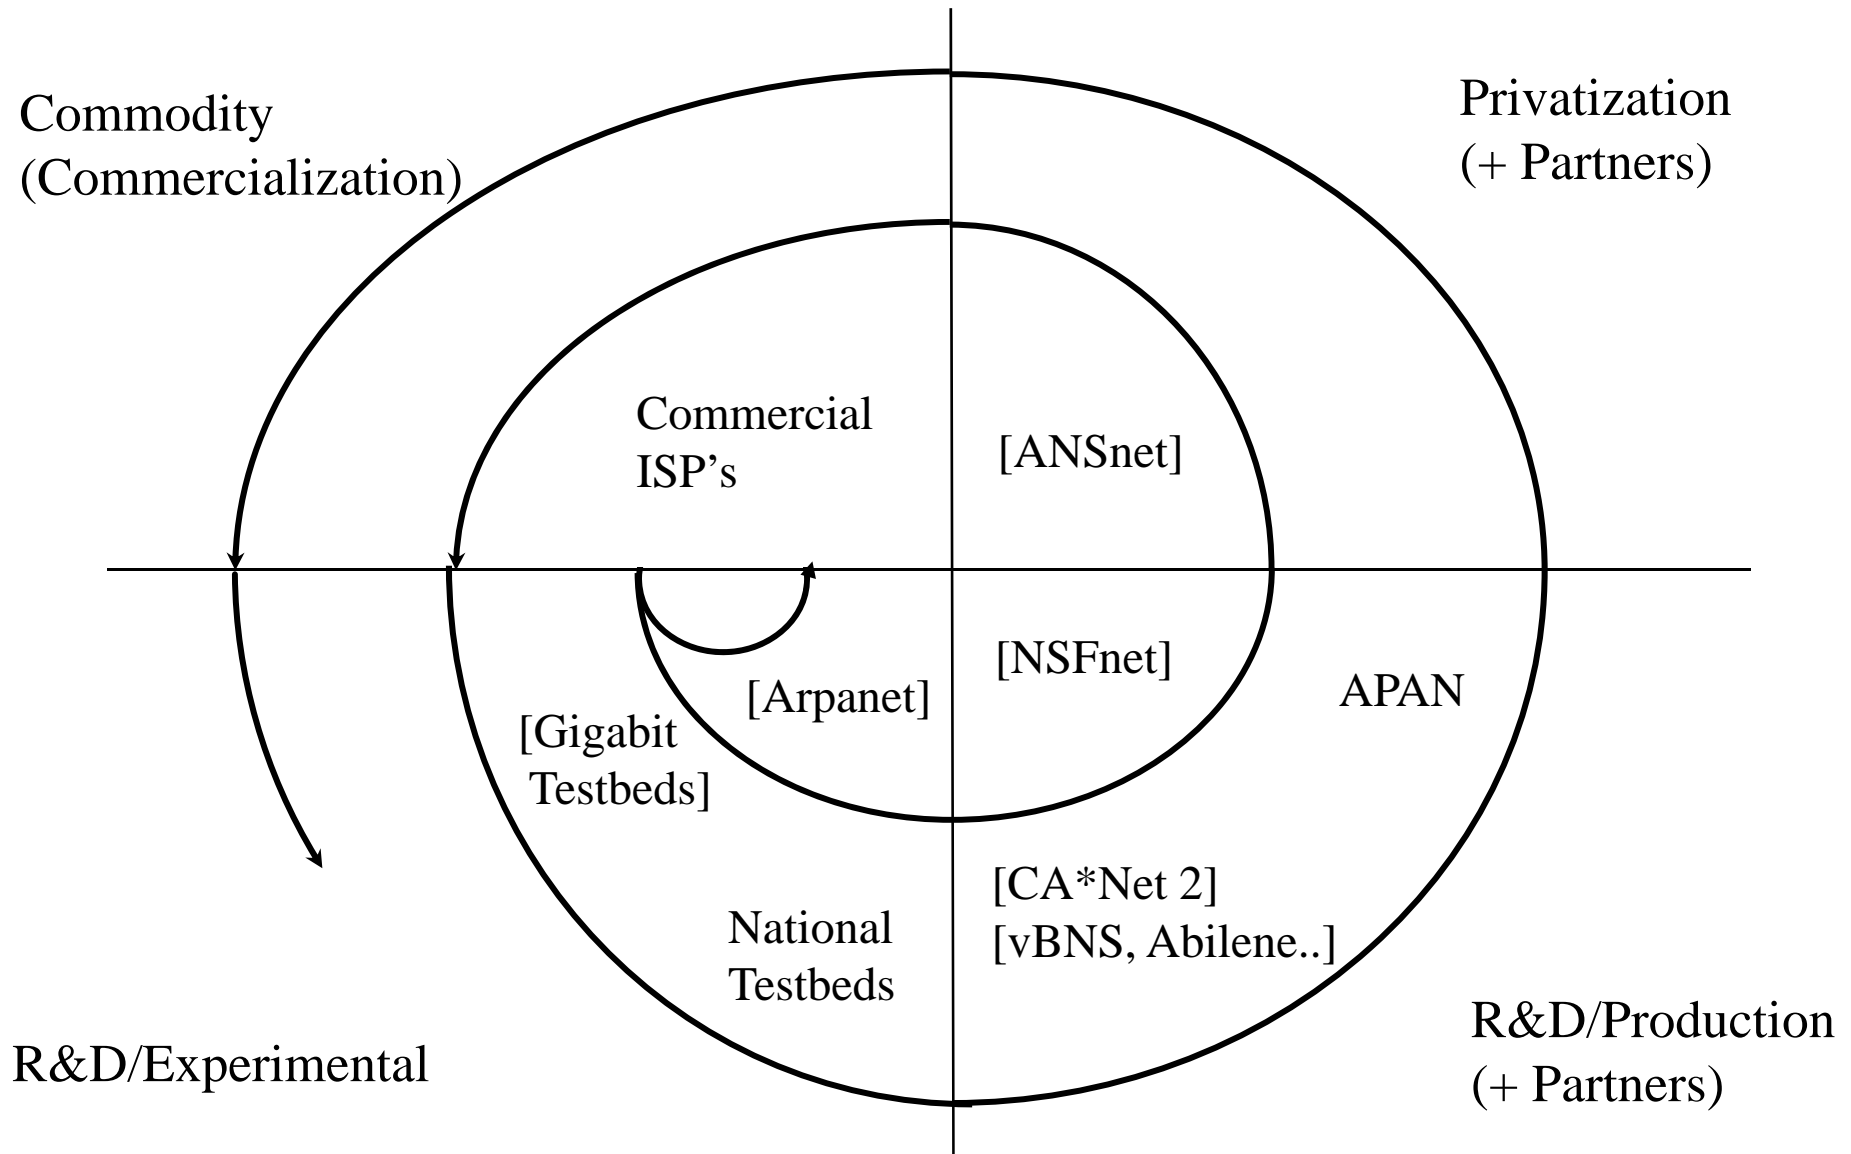 Commodity
(Commercialization)
Privatization
(+ Partners)
Commercial
ISP’s
[ANSnet]
[NSFnet]
APAN
[Arpanet]
[Gigabit
Testbeds]
[CA*Net 2]
[vBNS, Abilene..]
National
Testbeds
R&D/Experimental
R&D/Production
(+ Partners)